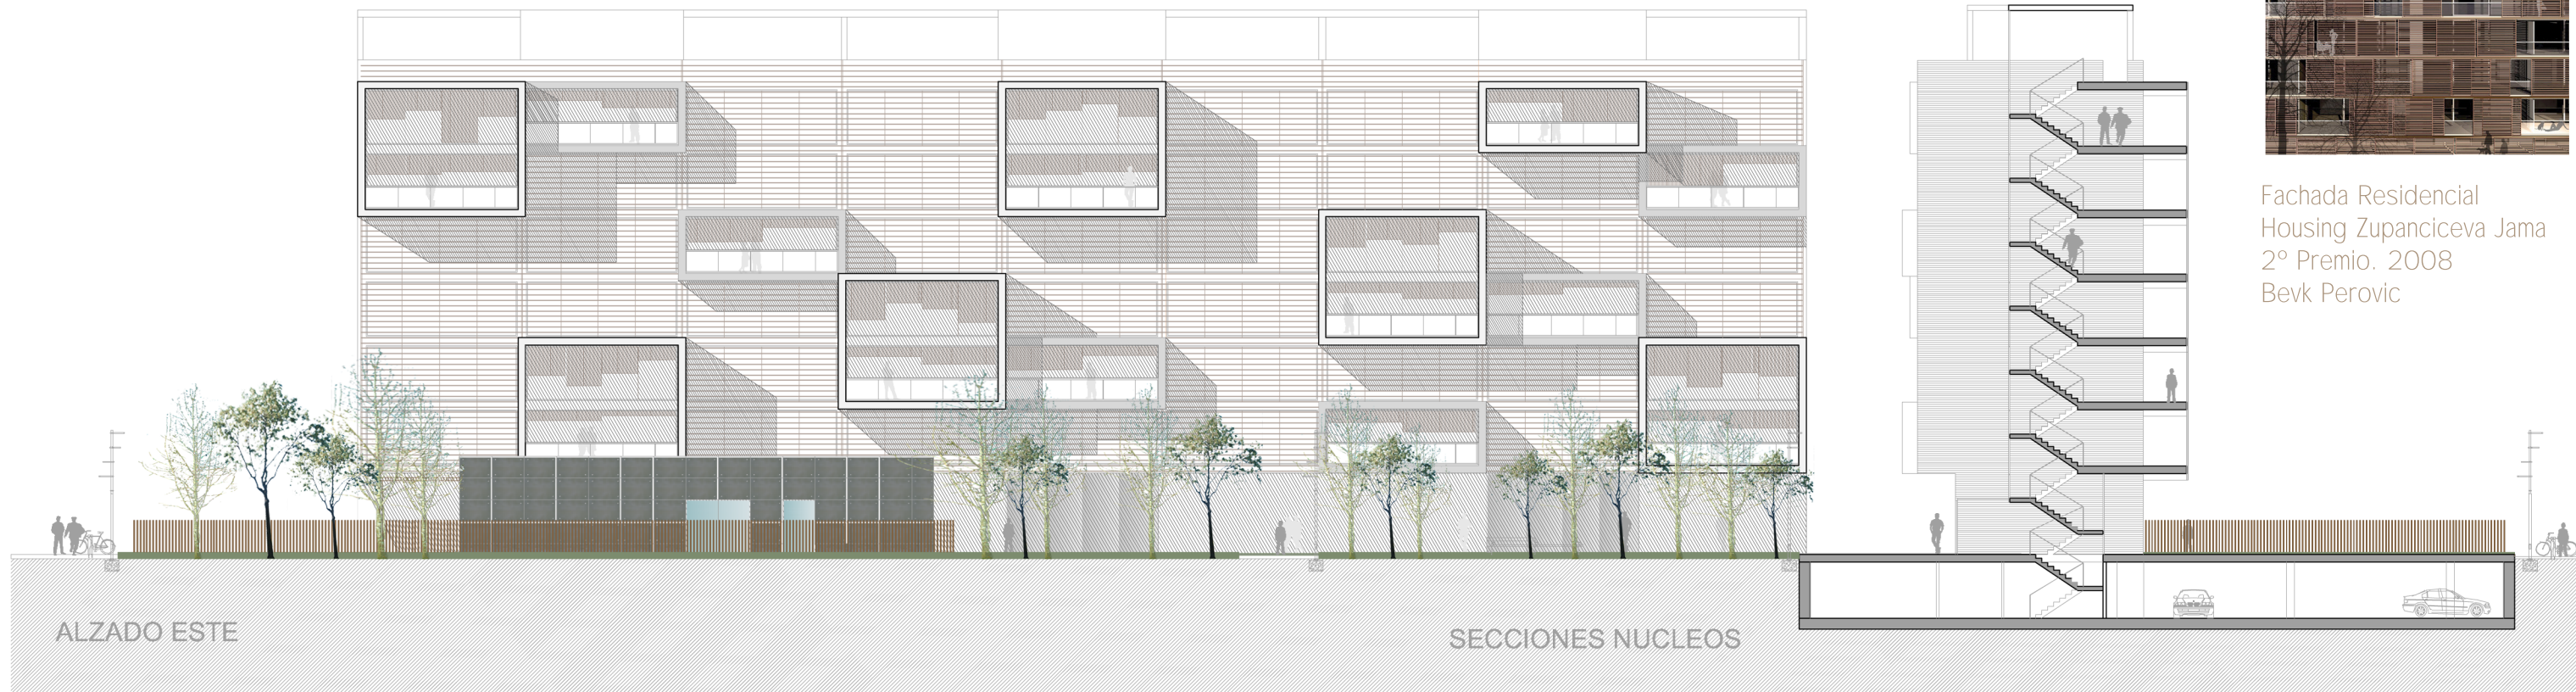 Fachada Residencial
Housing Zupanciceva Jama
2º Premio. 2008
Bevk Perovic
ALZADO ESTE
SECCIONES NUCLEOS